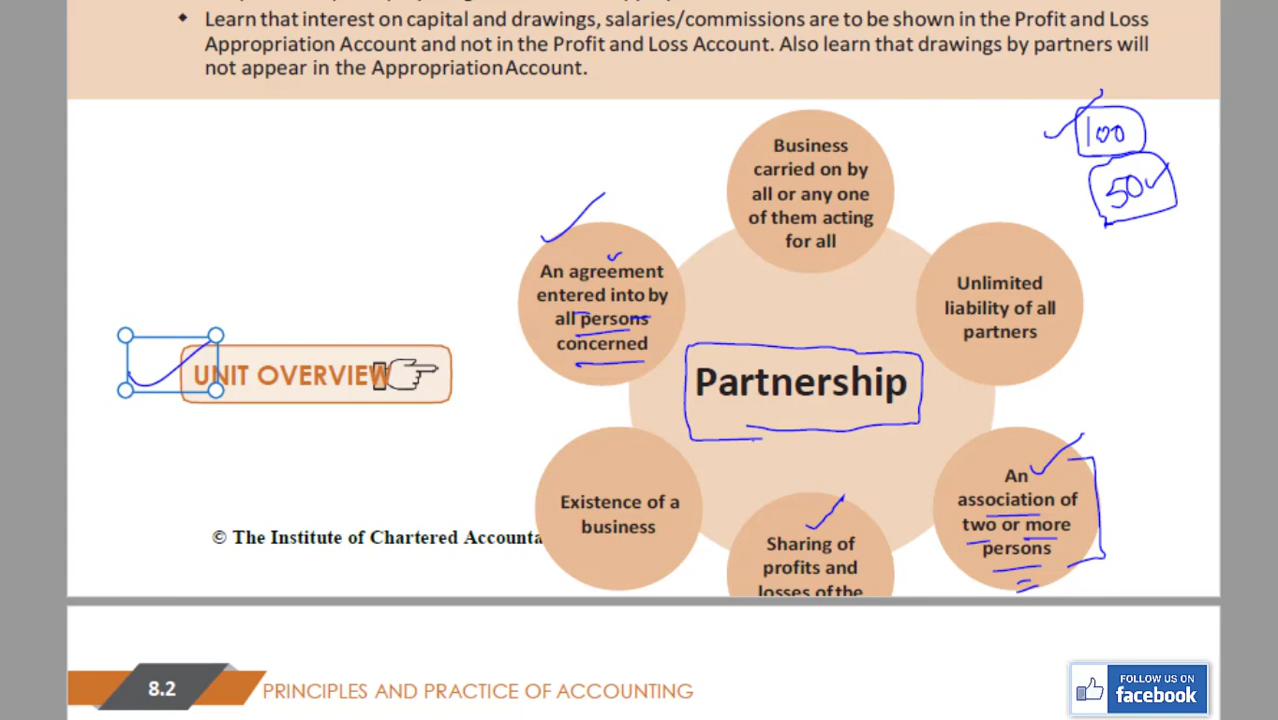 Learn that interest on capital and drawings, salaries/commissions are to be shown in the Profit and Loss
Appropriation Account and not in the Profit and Loss Account. Also learn that drawings by partners will
not appear in the Appropriation Account.
100
50
Business
carried on by
all or any one
of them acting
for all
An agreement
entered into by
all persons
concerned
Unlimited
liability of all
partners
UNIT OVERVIEW
Partnership
An
association of
two or more
persons
Existence of a
business
Sharing of
profits and
losses of the
© The Institute of Chartered Accounta
8.2
PRINCIPLES AND PRACTICE OF ACCOUNTING
FOLLOW US ON
facebook